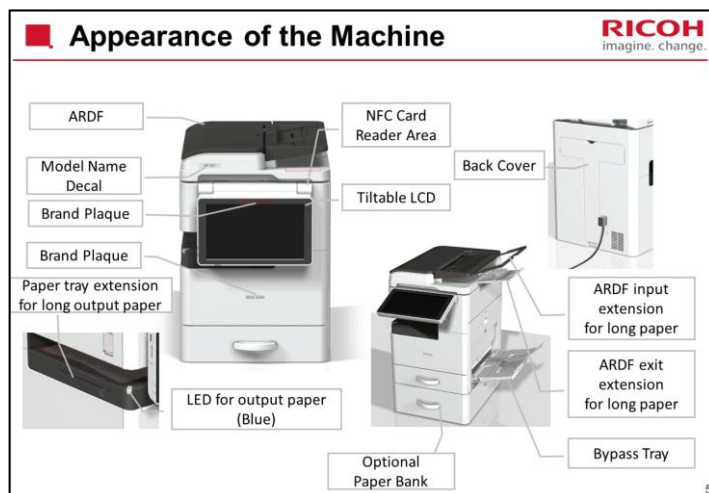 Appearance of the Machine
RICOH
imagine. change.
ARDF
NFC Card
Reader Area
Model Name
Decal
Back Cover
Brand Plaque
Tiltable LCD
Brand Plaque
Paper tray extension
for long output paper
RICOH
ARDF input
extension
for long paper
ARDF exit
extension
for long paper
LED for output paper
(Blue)
Bypass Tray
Optional
Paper Bank
5